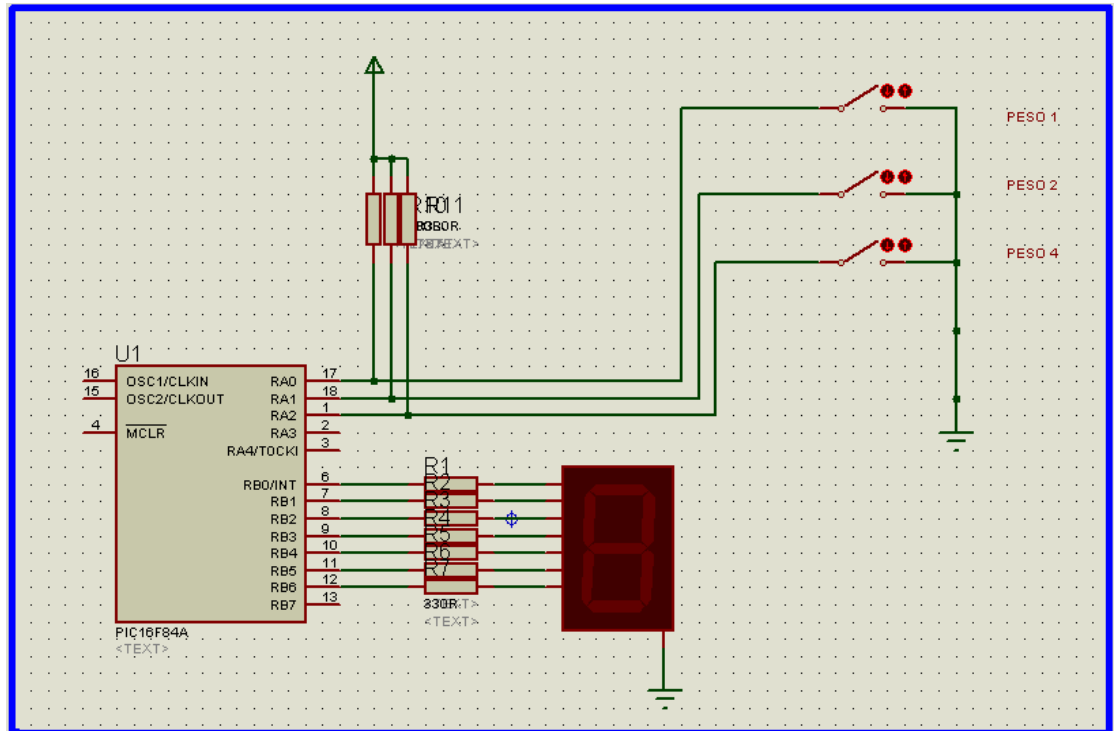 PESO 1
PESO 2
R11
PESO 4
U1
16 OSC1/CLKIN RA0 17
15 OSC2/CLKOUT RA1 18
RA2 1
4 MCLR RA3 2
RA4/T0CKI 3
RB0/INT 6
RB1 7
RB2 8
RB3 9
RB4 10
RB5 11
RB6 12
RB7 13
R1
R2
R3
R4
R5
R6
R7
330R
<TEXT>
PIC16F84A
<TEXT>